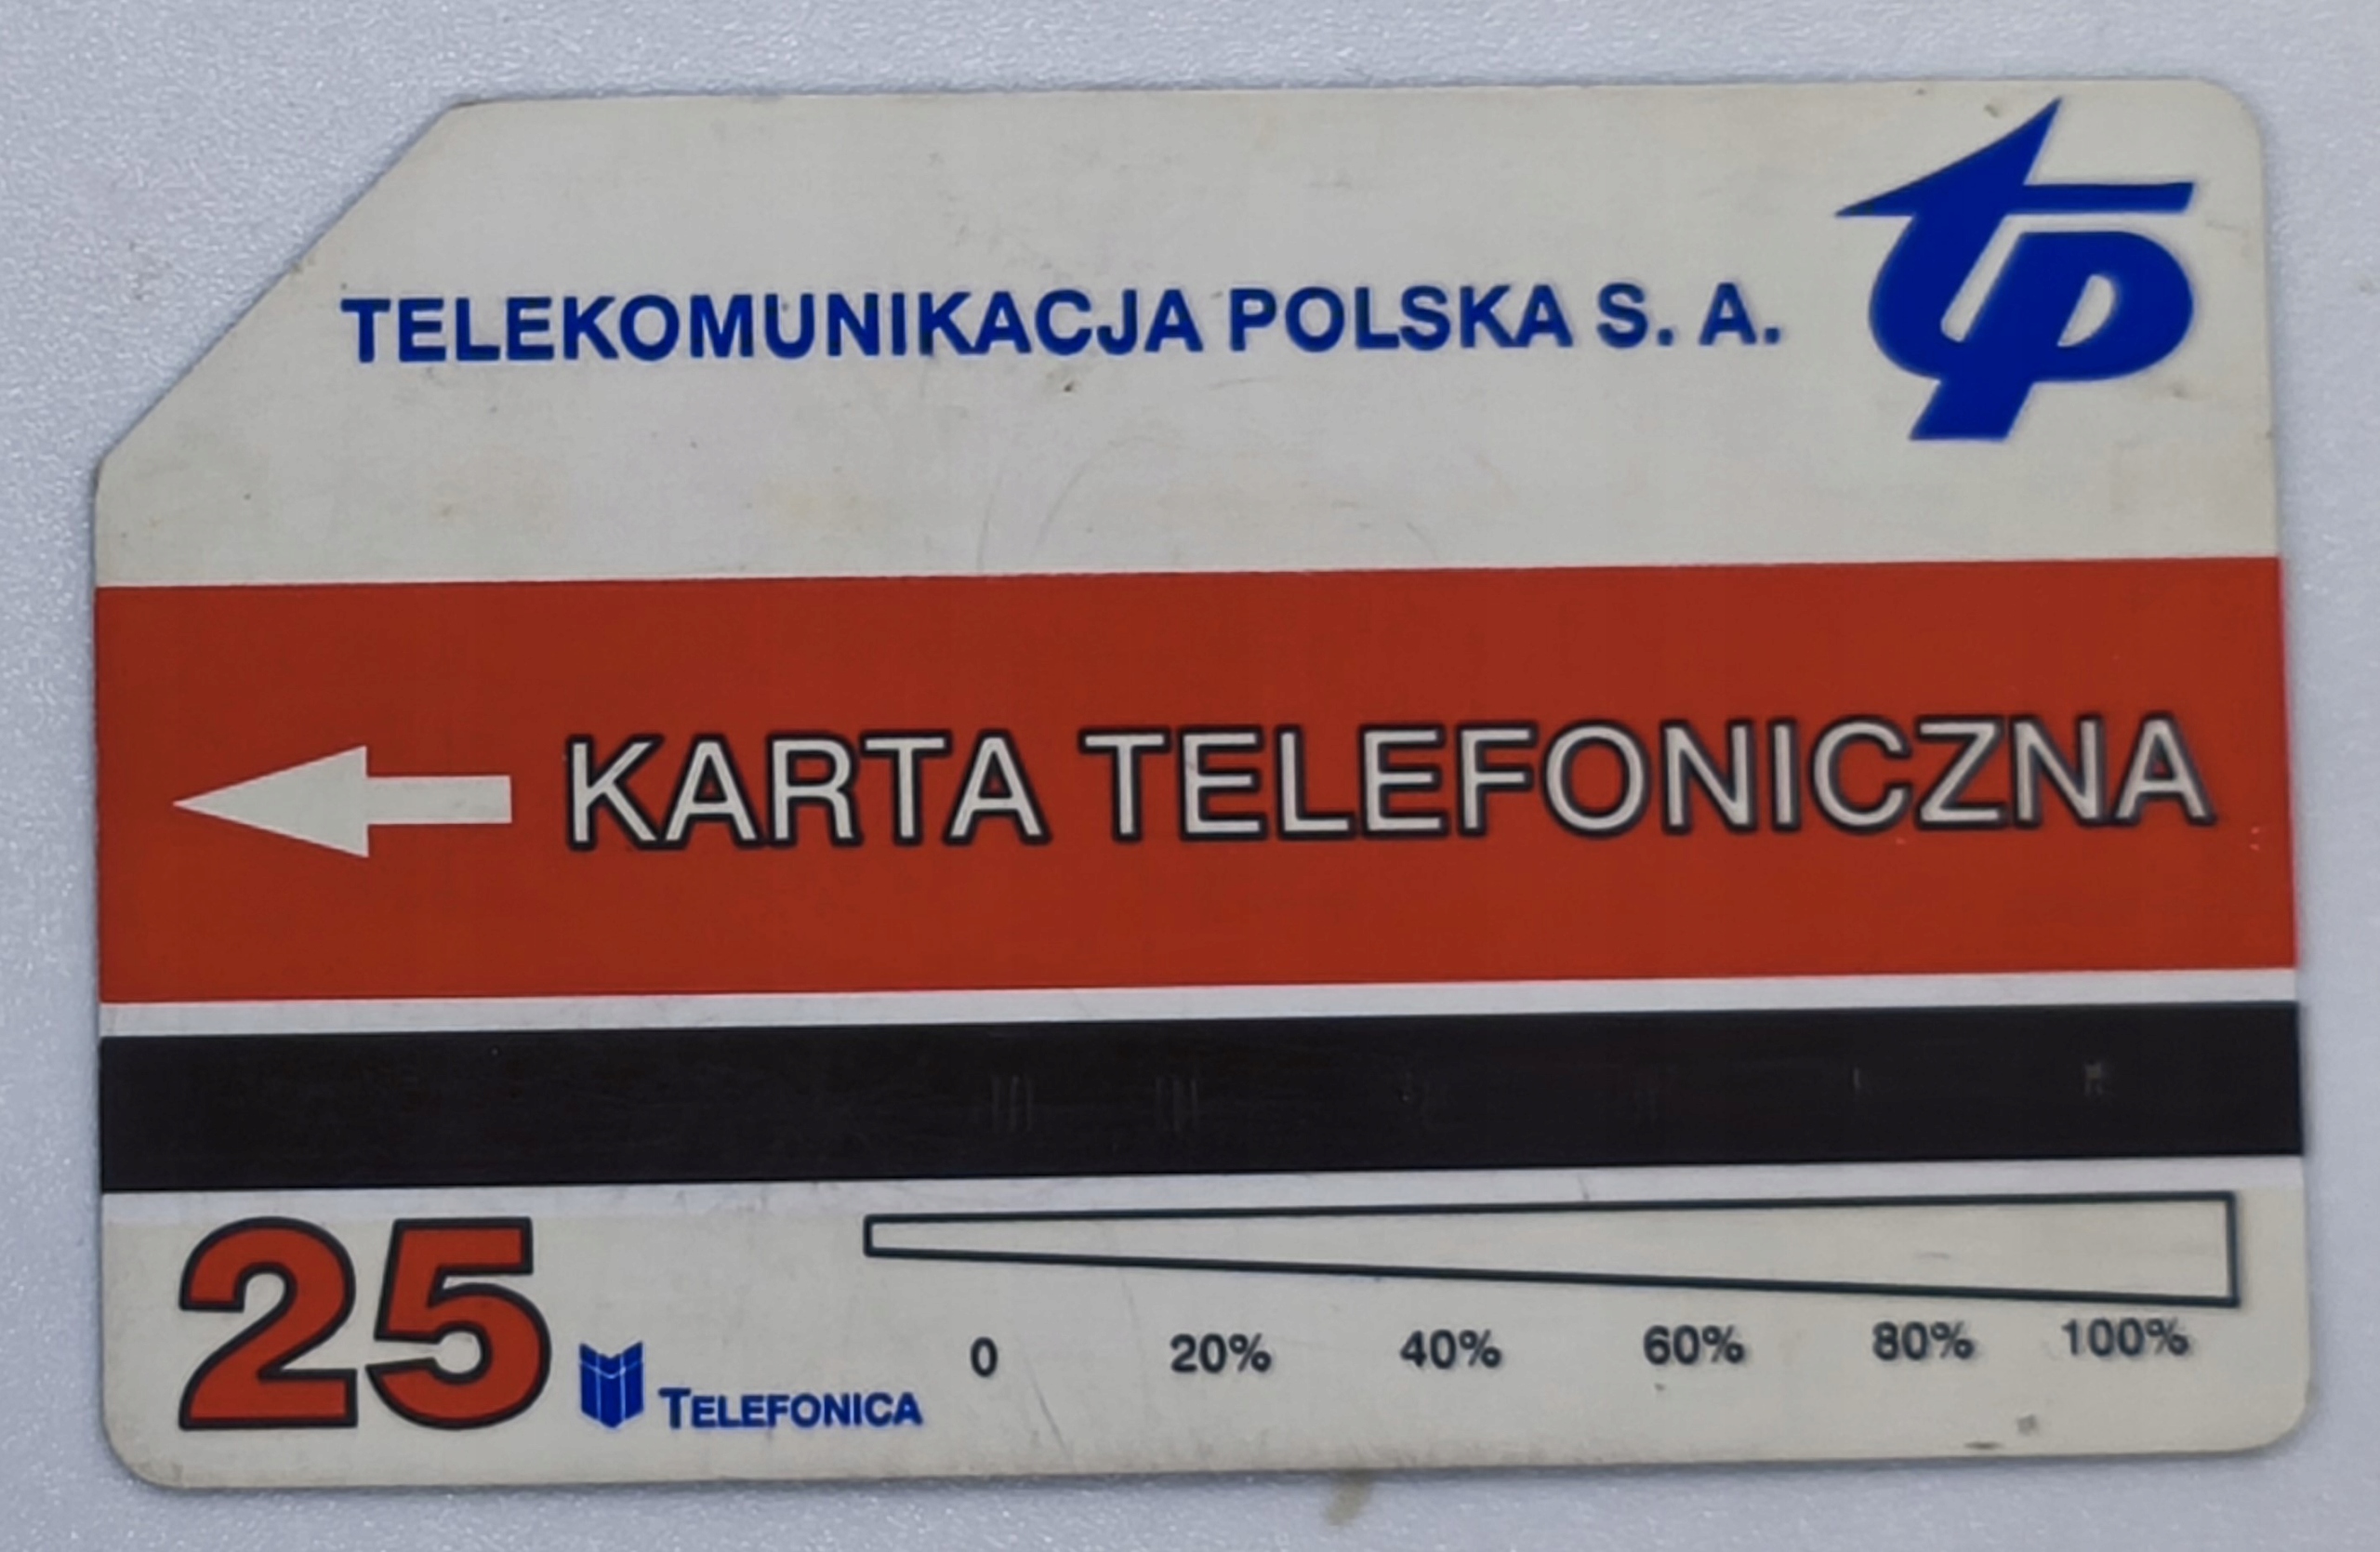 TELEKOMUNIKACJA POLSKA S. A.
tp
KARTA TELEFONICZNA
25
TELEFONICA
0 20% 40% 60% 80% 100%